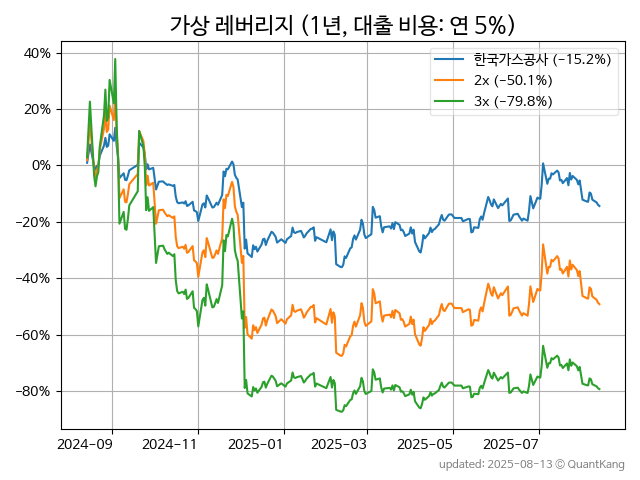 가상 레버리지 (1년, 대출 비용: 연 5%)
한국가스공사 (−15.2%)
2x (−50.1%)
3x (−79.8%)
40%
20%
0%
−20%
−40%
−60%
−80%
2024-09 2024-11 2025-01 2025-03 2025-05 2025-07
updated: 2025-08-13 © QuantKang